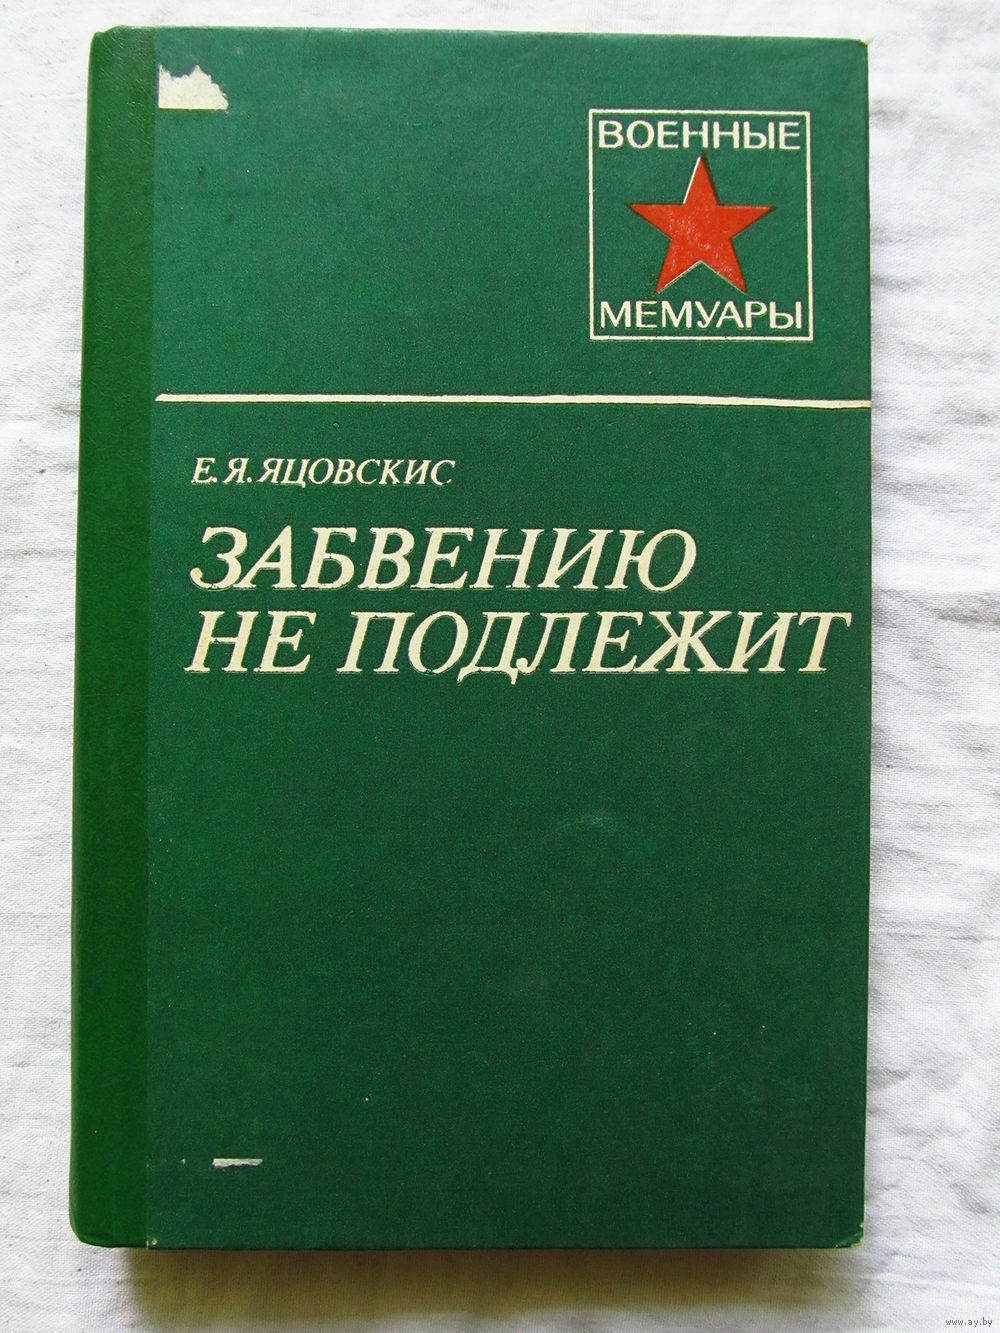 ВОЕННЫЕ
МЕМУАРЫ
Е. Я. ЯЦОВСКИС
ЗАБВЕНИЮ
НЕ ПОДЛЕЖИТ
www.ay.by